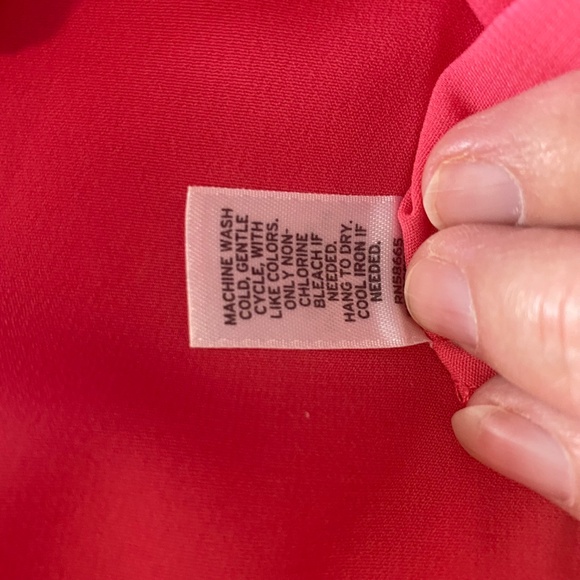 MACHINE WASH
COLD, GENTLE
CYCLE, WITH
LIKE COLORS.
ONLY NON-
CHLORINE
BLEACH IF
NEEDED.
HANG TO DRY.
COOL IRON IF
NEEDED.
RN58665